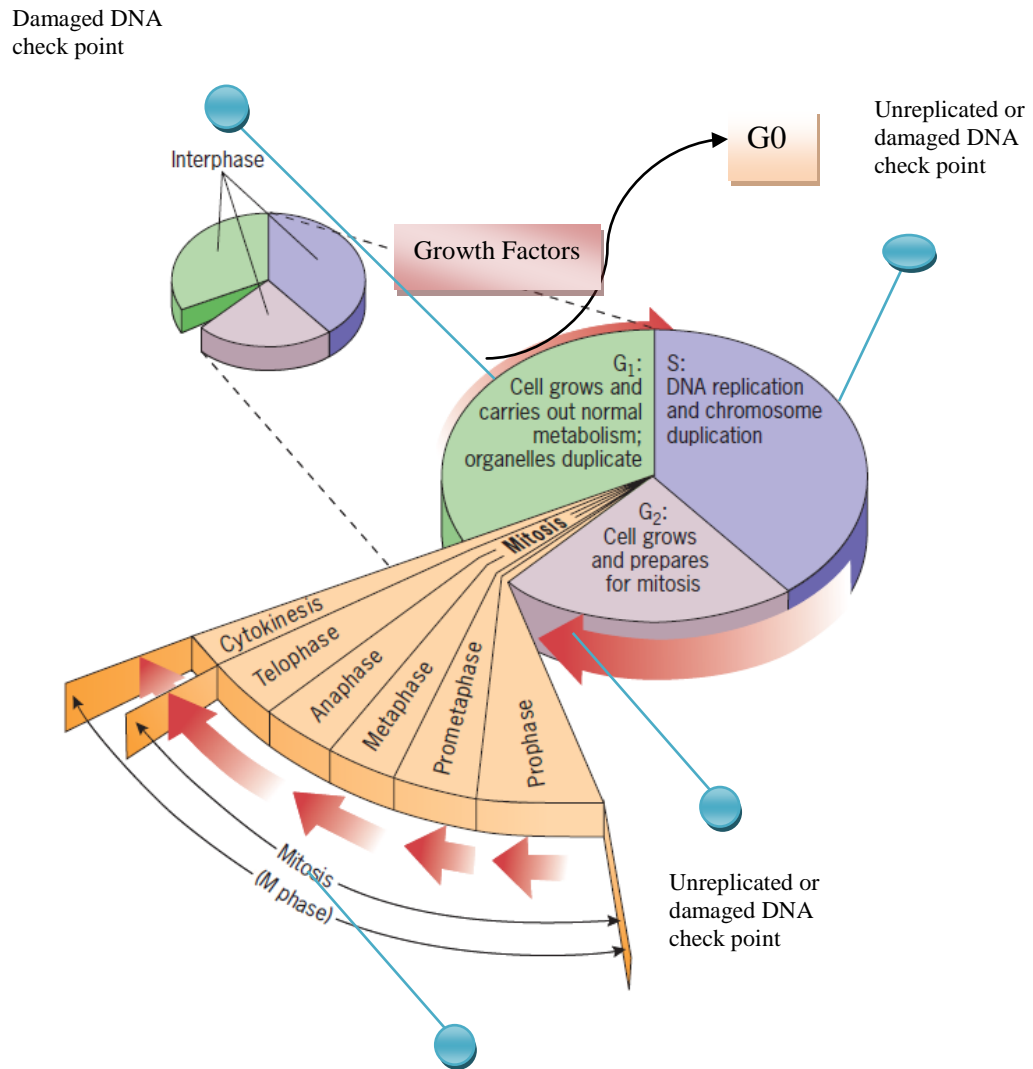 Damaged DNA
check point
Unreplicated or
damaged DNA
check point
G0
Interphase
Growth Factors
G₁:
Cell grows and
carries out normal
metabolism;
organelles duplicate
S:
DNA replication
and chromosome
duplication
G₂:
Cell grows
and prepares
for mitosis
Mitosis
Cytokinesis
Telophase
Anaphase
Metaphase
Prometaphase
Prophase
Mitosis
(M phase)
Unreplicated or
damaged DNA
check point